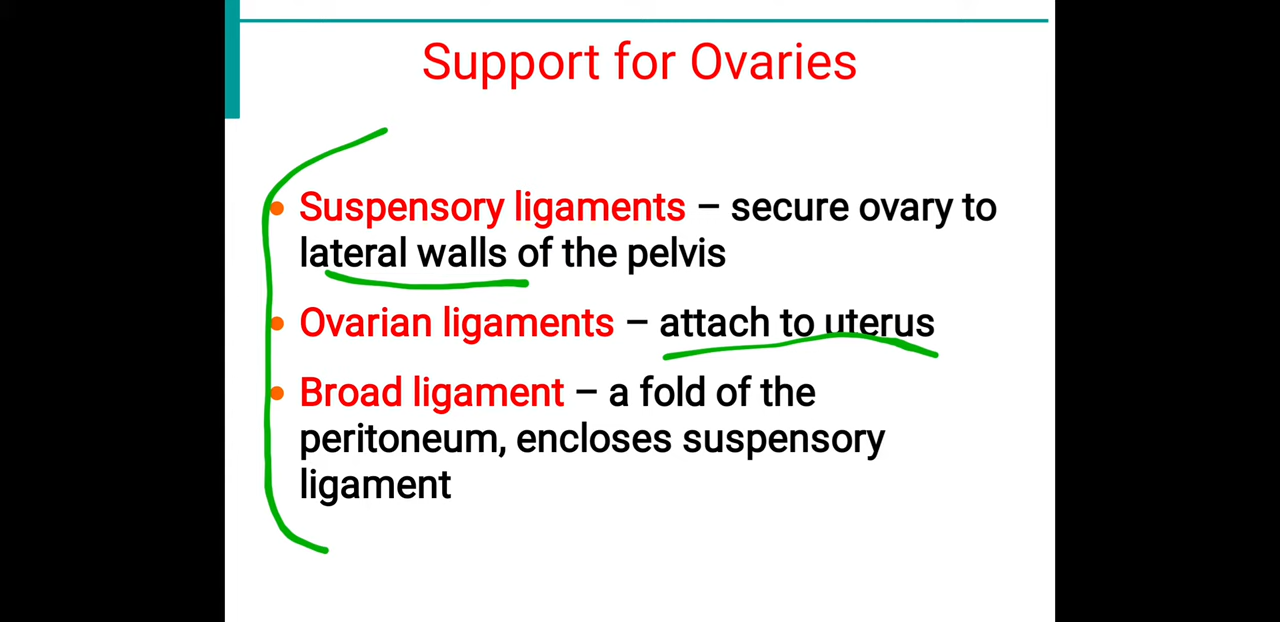 Support for Ovaries
• Suspensory ligaments – secure ovary to
lateral walls of the pelvis
• Ovarian ligaments – attach to uterus
• Broad ligament – a fold of the
peritoneum, encloses suspensory
ligament